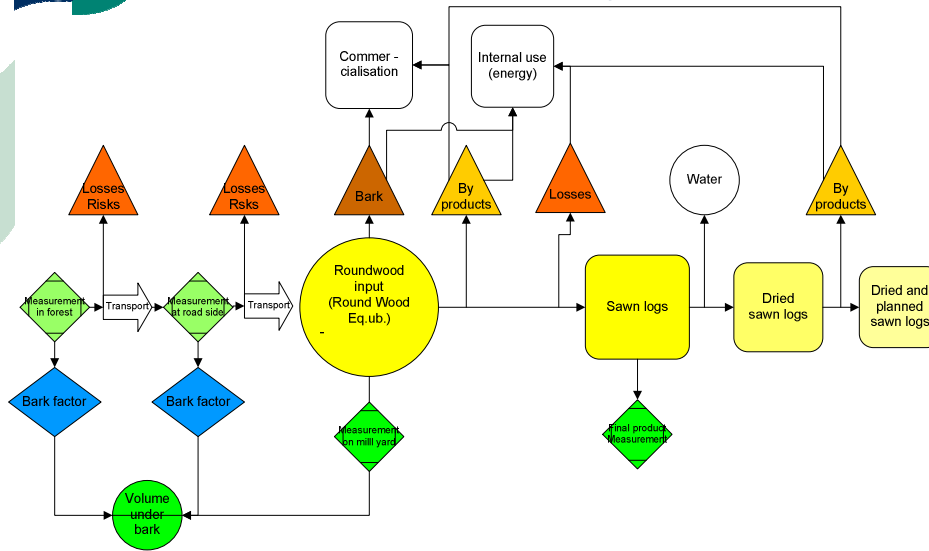 Commer -
cialisation
Internal use
(energy)
Losses
Risks
Losses
Rsks
Bark
By
products
Losses
Water
By
products
Measurement
in forest
Transport
Measurement
at road side
Transport
Roundwood
input
(Round Wood
Eq.ub.)
-
Sawn logs
Dried
sawn logs
Dried and
planned
sawn logs
Bark factor
Bark factor
Measurement
on milll yard
Final product
Measurement
Volume
under
bark